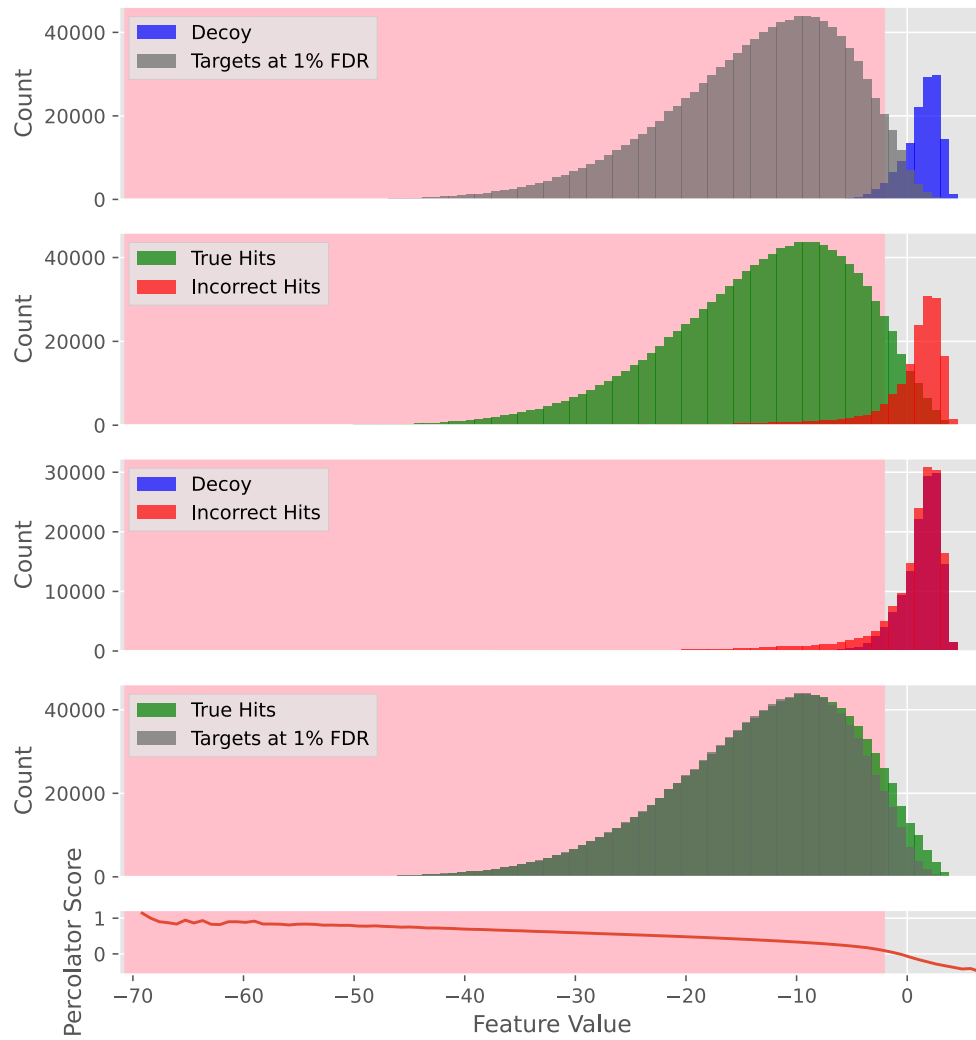 40000
20000
0
Count
Decoy
Targets at 1% FDR
40000
20000
0
Count
True Hits
Incorrect Hits
30000
20000
10000
0
Count
Decoy
Incorrect Hits
40000
20000
0
Count
True Hits
Targets at 1% FDR
1
0
Percolator Score
−70 −60 −50 −40 −30 −20 −10 0
Feature Value